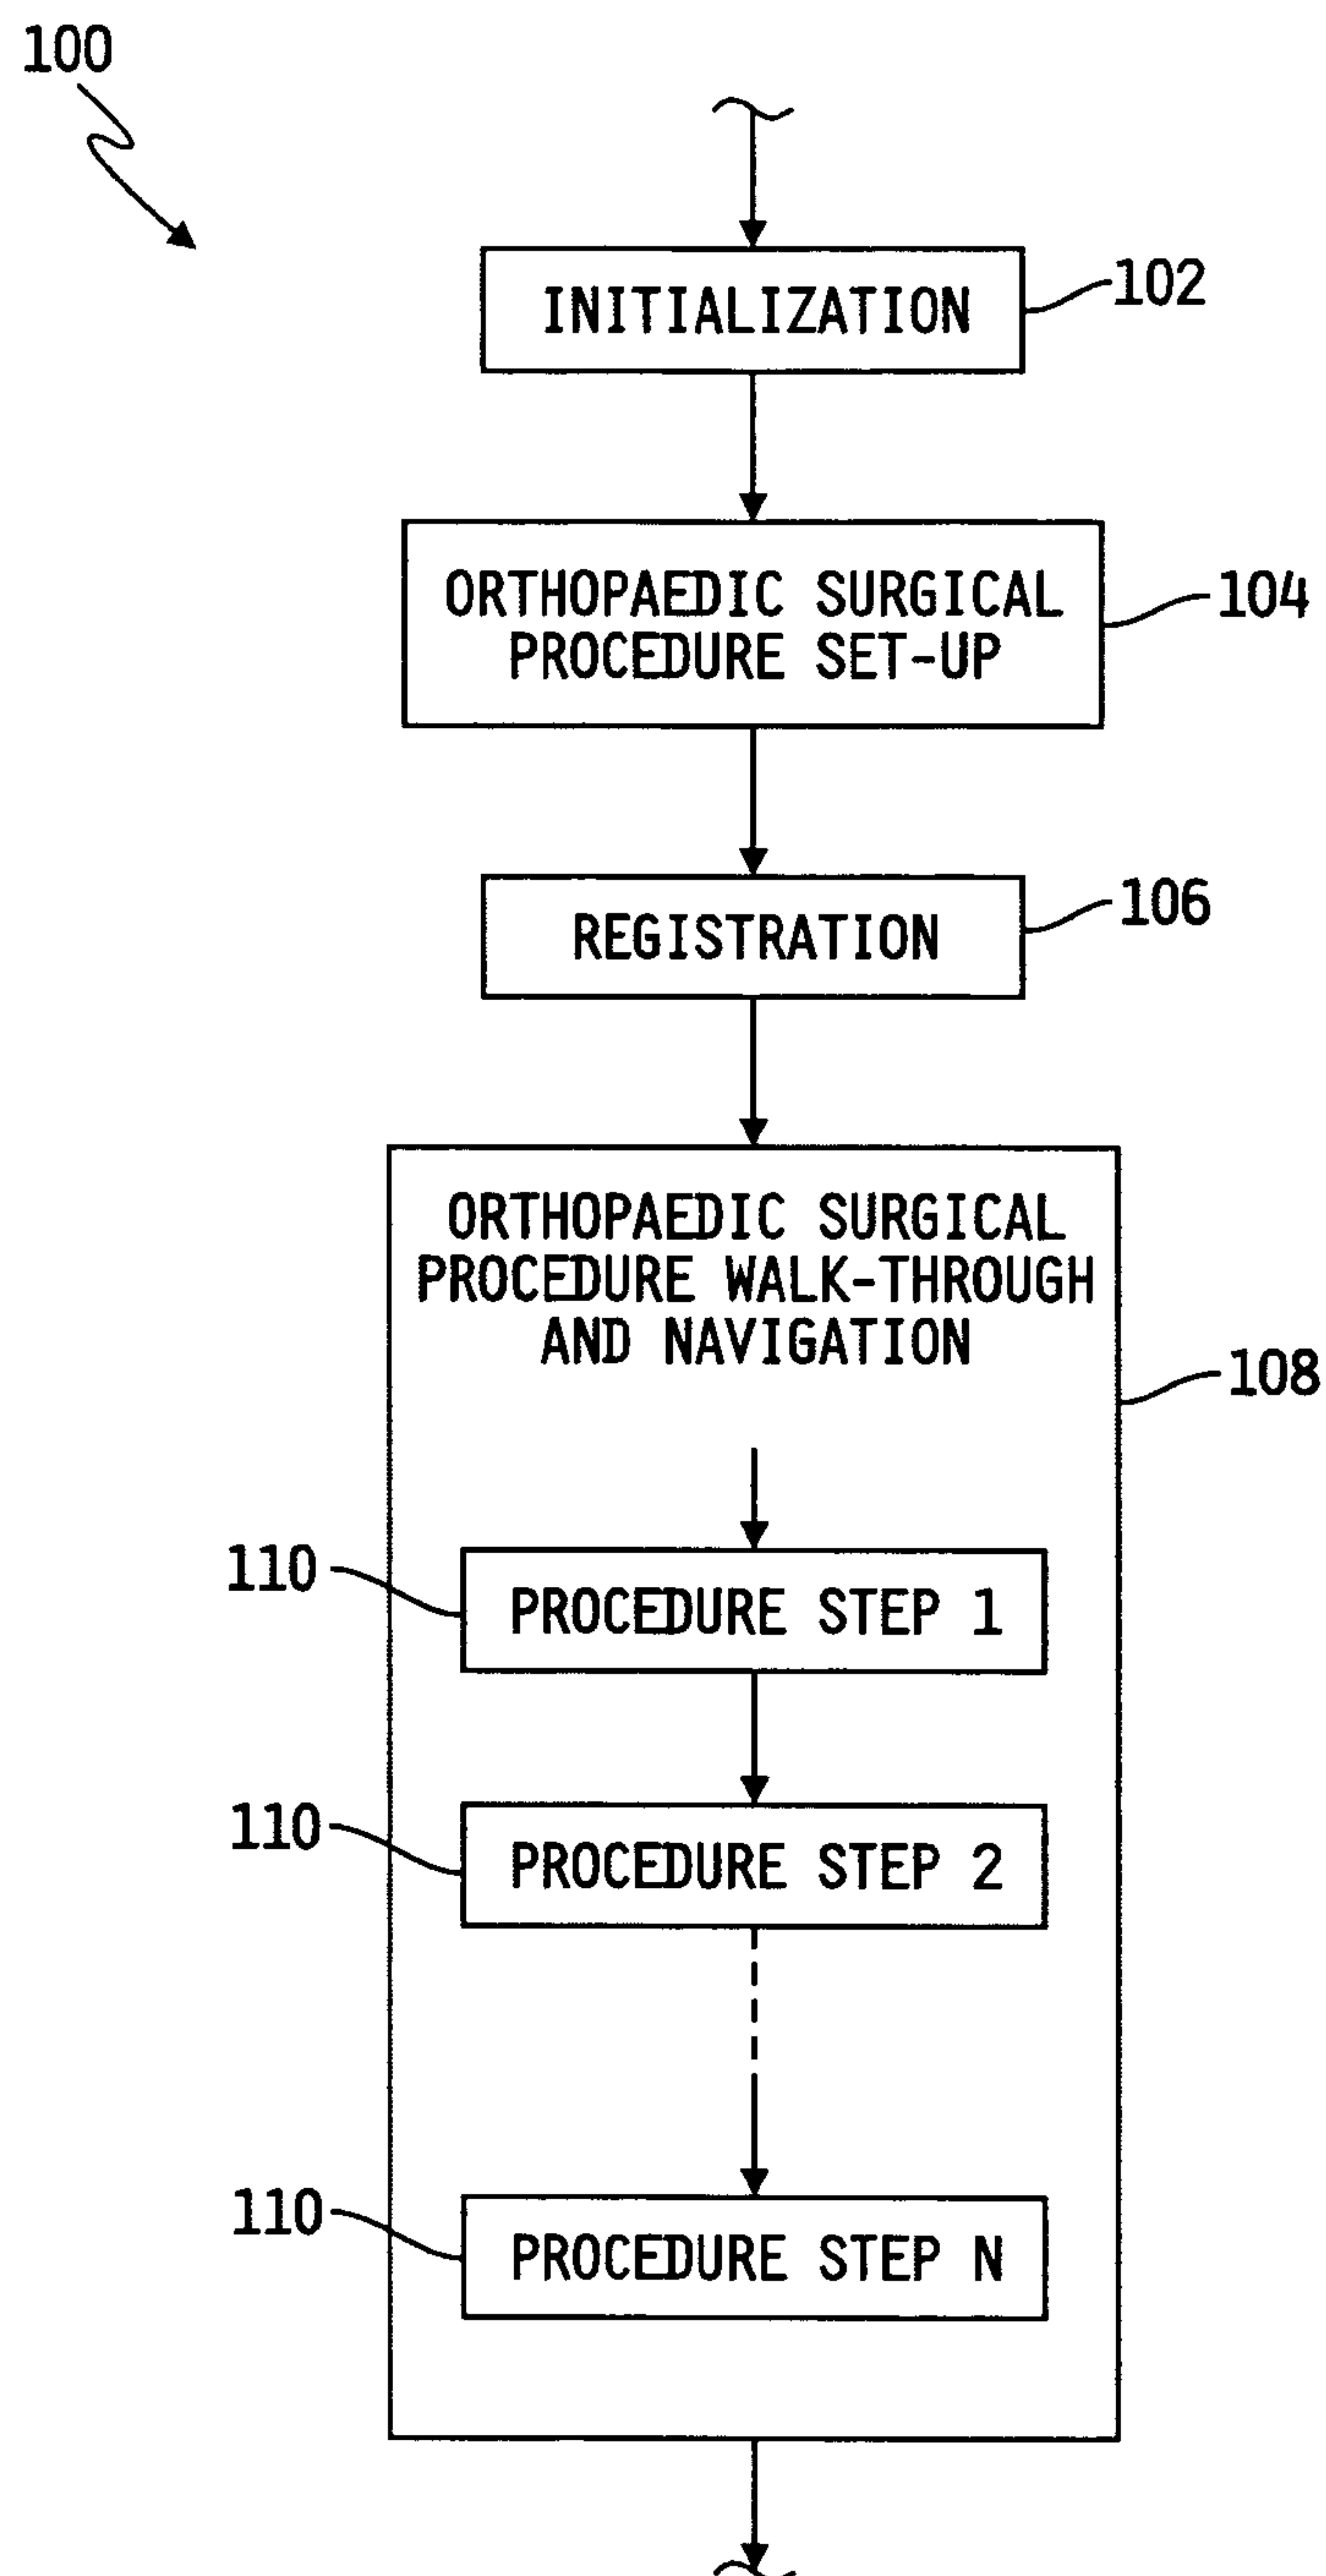 100
INITIALIZATION
102
ORTHOPAEDIC SURGICAL
PROCEDURE SET-UP
104
REGISTRATION
106
ORTHOPAEDIC SURGICAL
PROCEDURE WALK-THROUGH
AND NAVIGATION
108
110
PROCEDURE STEP 1
110
PROCEDURE STEP 2
110
PROCEDURE STEP N